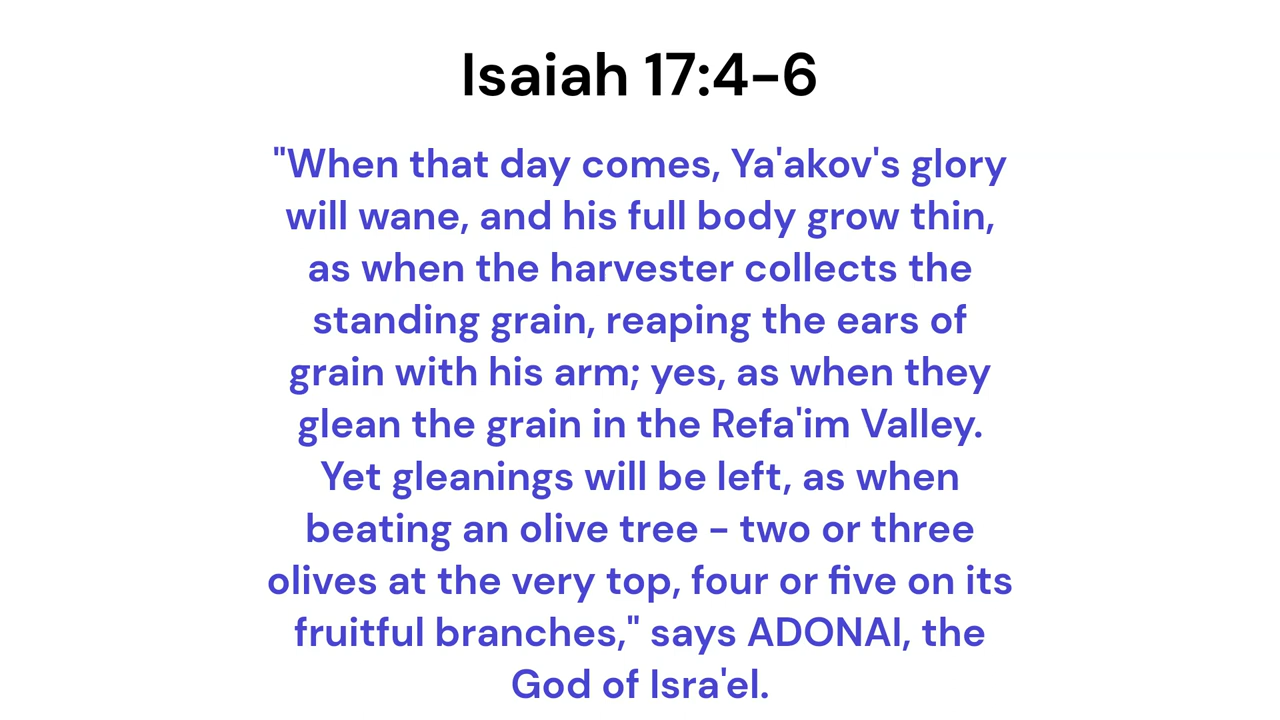 Isaiah 17:4-6
"When that day comes, Ya'akov's glory
will wane, and his full body grow thin,
as when the harvester collects the
standing grain, reaping the ears of
grain with his arm; yes, as when they
glean the grain in the Refa'im Valley.
Yet gleanings will be left, as when
beating an olive tree - two or three
olives at the very top, four or five on its
fruitful branches," says ADONAI, the
God of Isra'el.